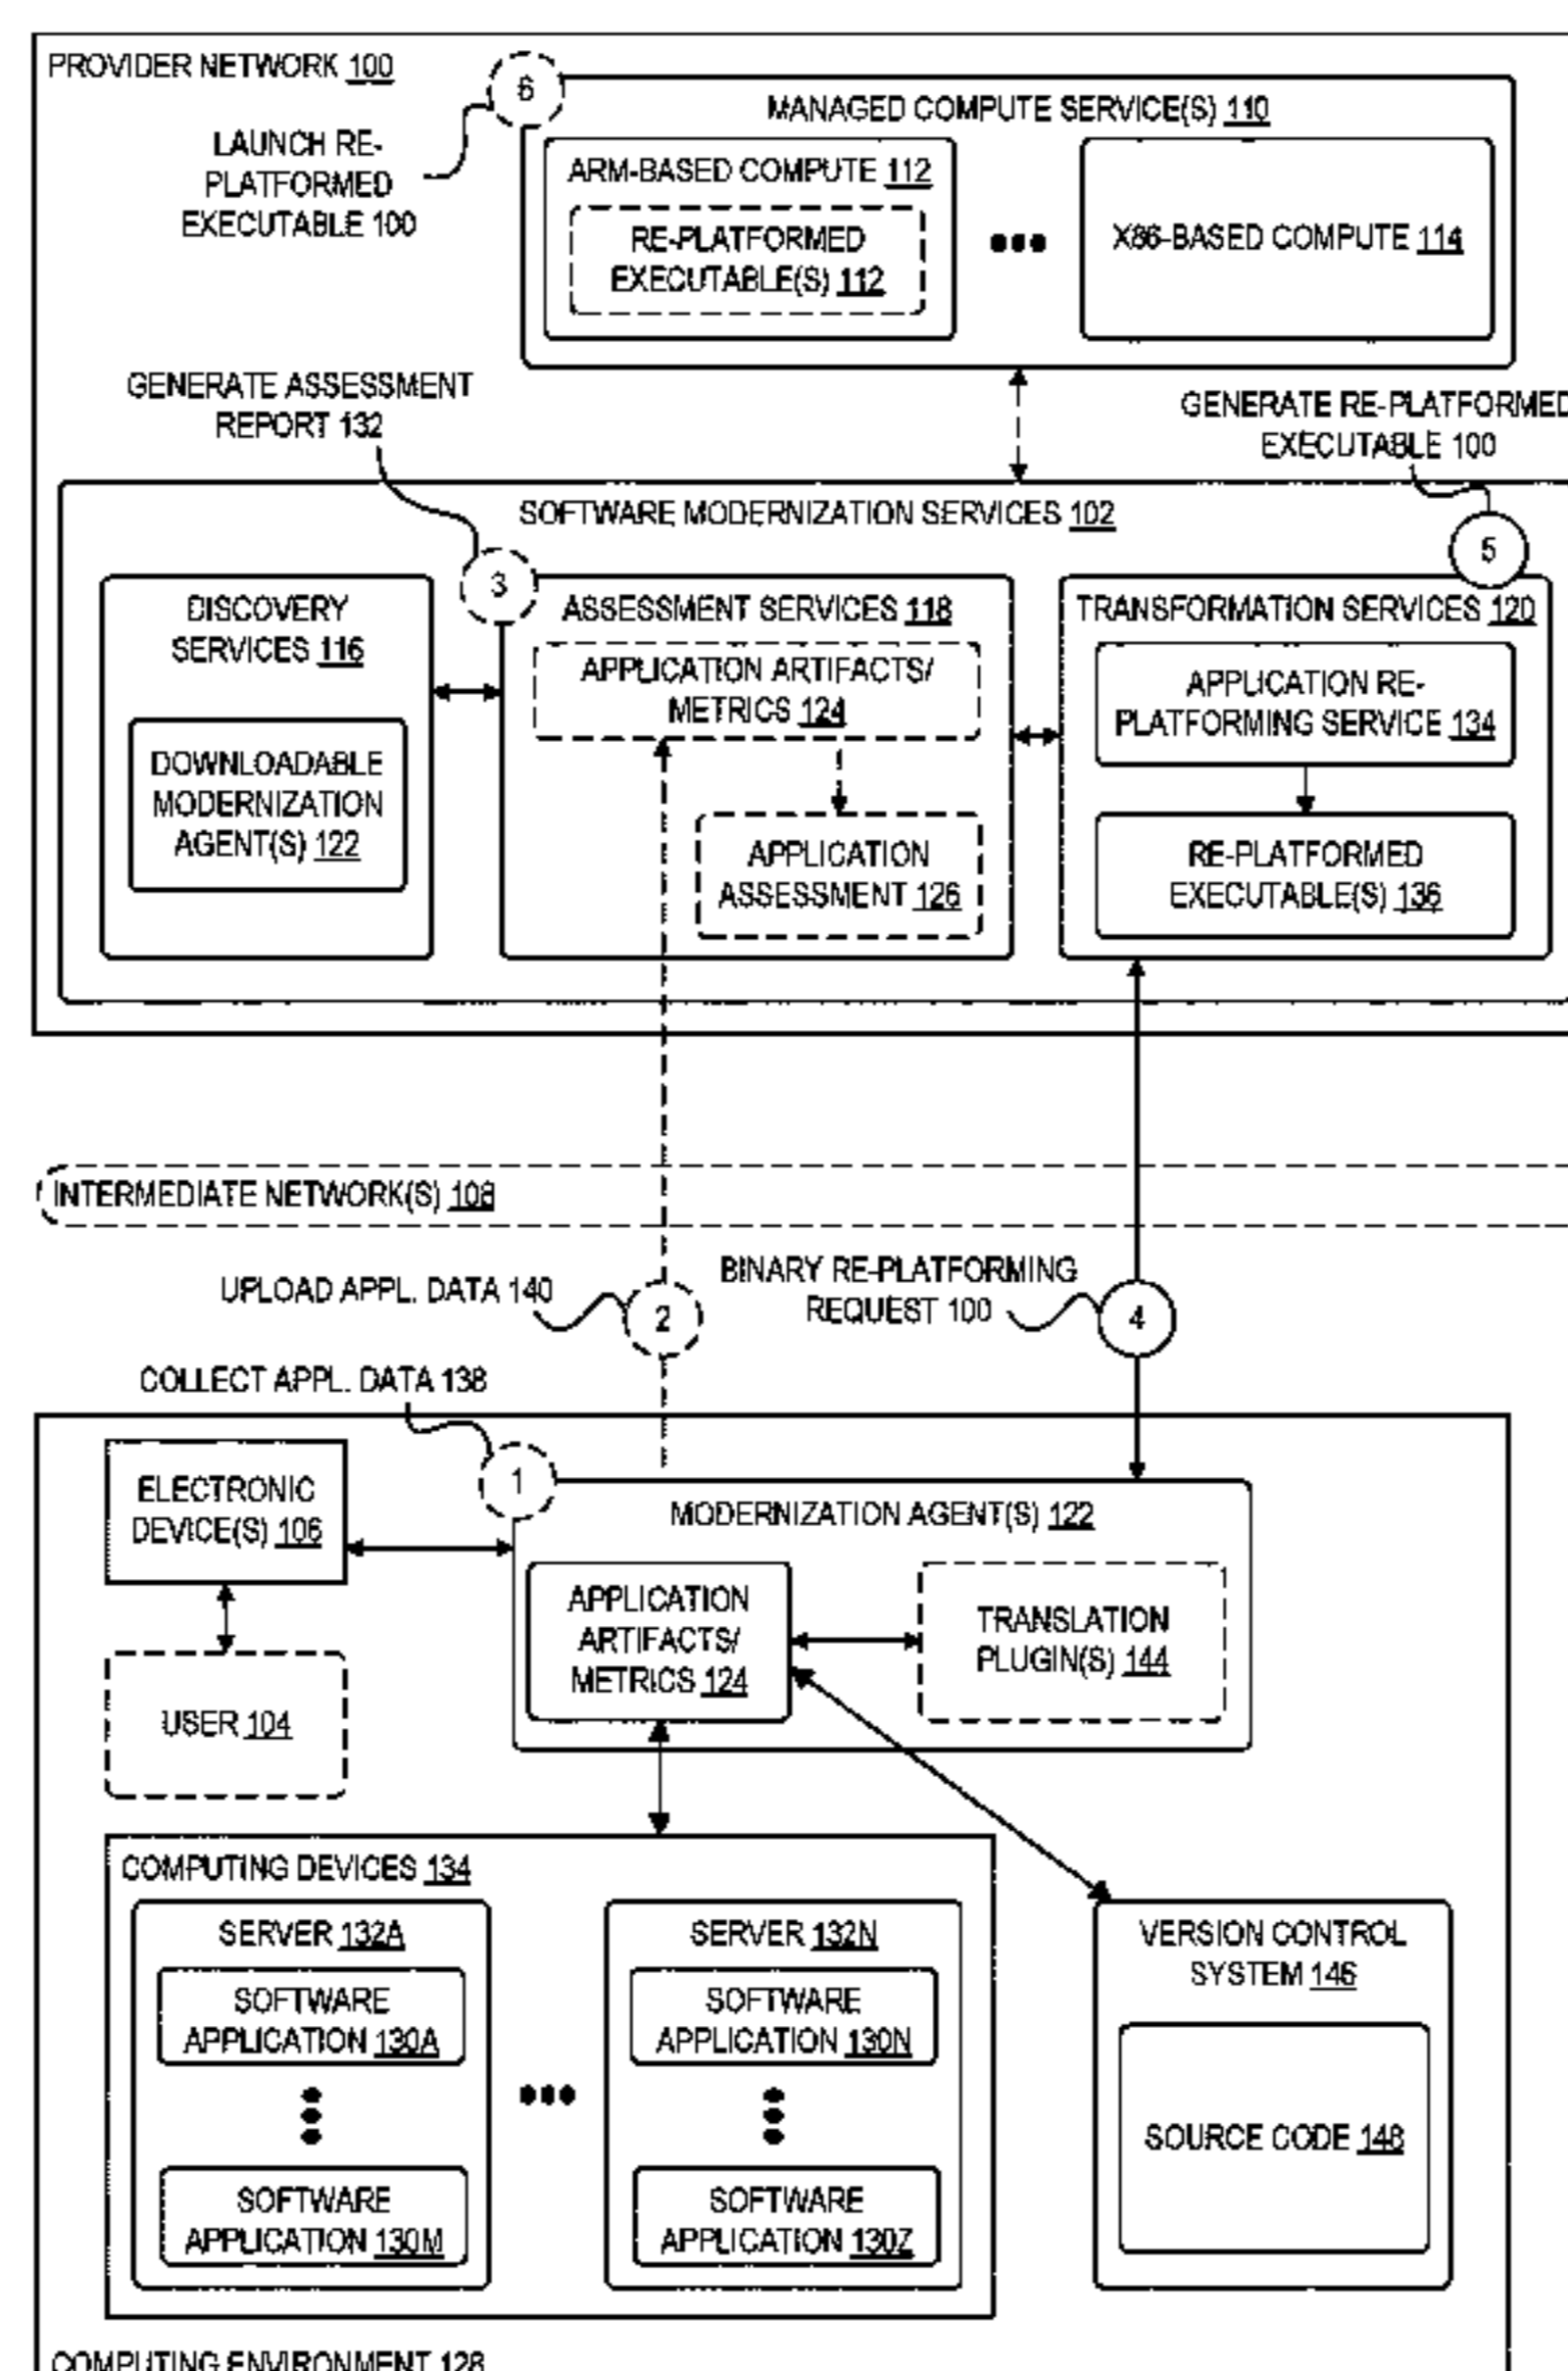 PROVIDER NETWORK 100
6
LAUNCH RE-
PLATFORMED
EXECUTABLE 100
MANAGED COMPUTE SERVICE(S) 110
ARM-BASED COMPUTE 112
RE-PLATFORMED
EXECUTABLE(S) 112
X86-BASED COMPUTE 114
GENERATE ASSESSMENT
REPORT 132
GENERATE RE-PLATFORMED
EXECUTABLE 100
SOFTWARE MODERNIZATION SERVICES 102
3
5
DISCOVERY
SERVICES 116
DOWNLOADABLE
MODERNIZATION
AGENT(S) 122
ASSESSMENT SERVICES 118
APPLICATION ARTIFACTS/
METRICS 124
APPLICATION
ASSESSMENT 126
TRANSFORMATION SERVICES 120
APPLICATION RE-
PLATFORMING SERVICE 134
RE-PLATFORMED
EXECUTABLE(S) 136
INTERMEDIATE NETWORK(S) 108
UPLOAD APPL. DATA 140
2
BINARY RE-PLATFORMING
REQUEST 100
4
COLLECT APPL. DATA 138
1
ELECTRONIC
DEVICE(S) 106
USER 104
MODERNIZATION AGENT(S) 122
APPLICATION
ARTIFACTS/
METRICS 124
TRANSLATION
PLUGIN(S) 144
COMPUTING DEVICES 134
SERVER 132A
SOFTWARE
APPLICATION 130A
SOFTWARE
APPLICATION 130M
SERVER 132N
SOFTWARE
APPLICATION 130N
SOFTWARE
APPLICATION 130Z
VERSION CONTROL
SYSTEM 146
SOURCE CODE 148
COMPUTING ENVIRONMENT 128